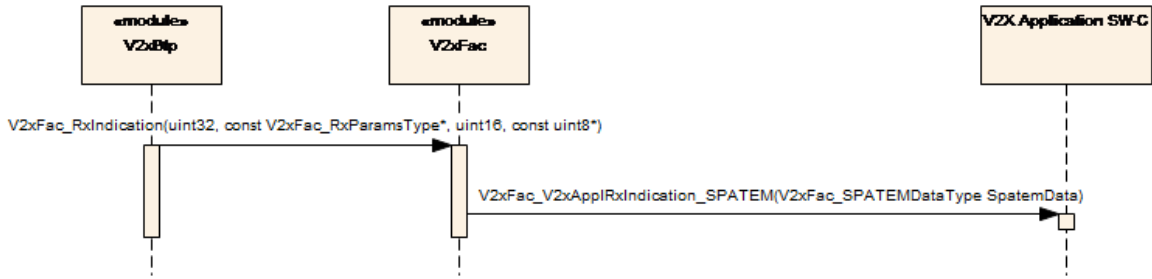 «module»
V2xBtp
«module»
V2xFac
V2X Application SW-C
V2xFac_RxIndication(uint32, const V2xFac_RxParamsType*, uint16, const uint8*)
V2xFac_V2xApplRxIndication_SPATEM(V2xFac_SPATEMDataType SpatemData)